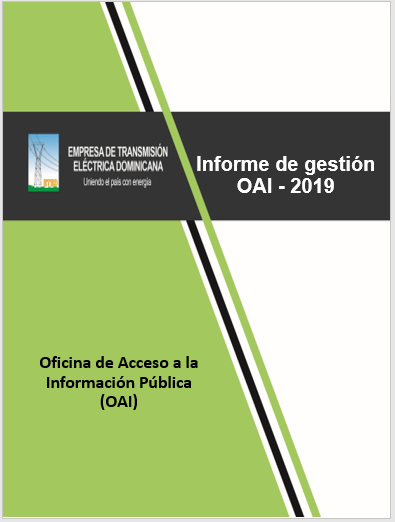 EMPRESA DE TRANSMISIÓN
ELÉCTRICA DOMINICANA
Uniendo el país con energía
Informe de gestión
OAI - 2019
Oficina de Acceso a la
Información Pública
(OAI)